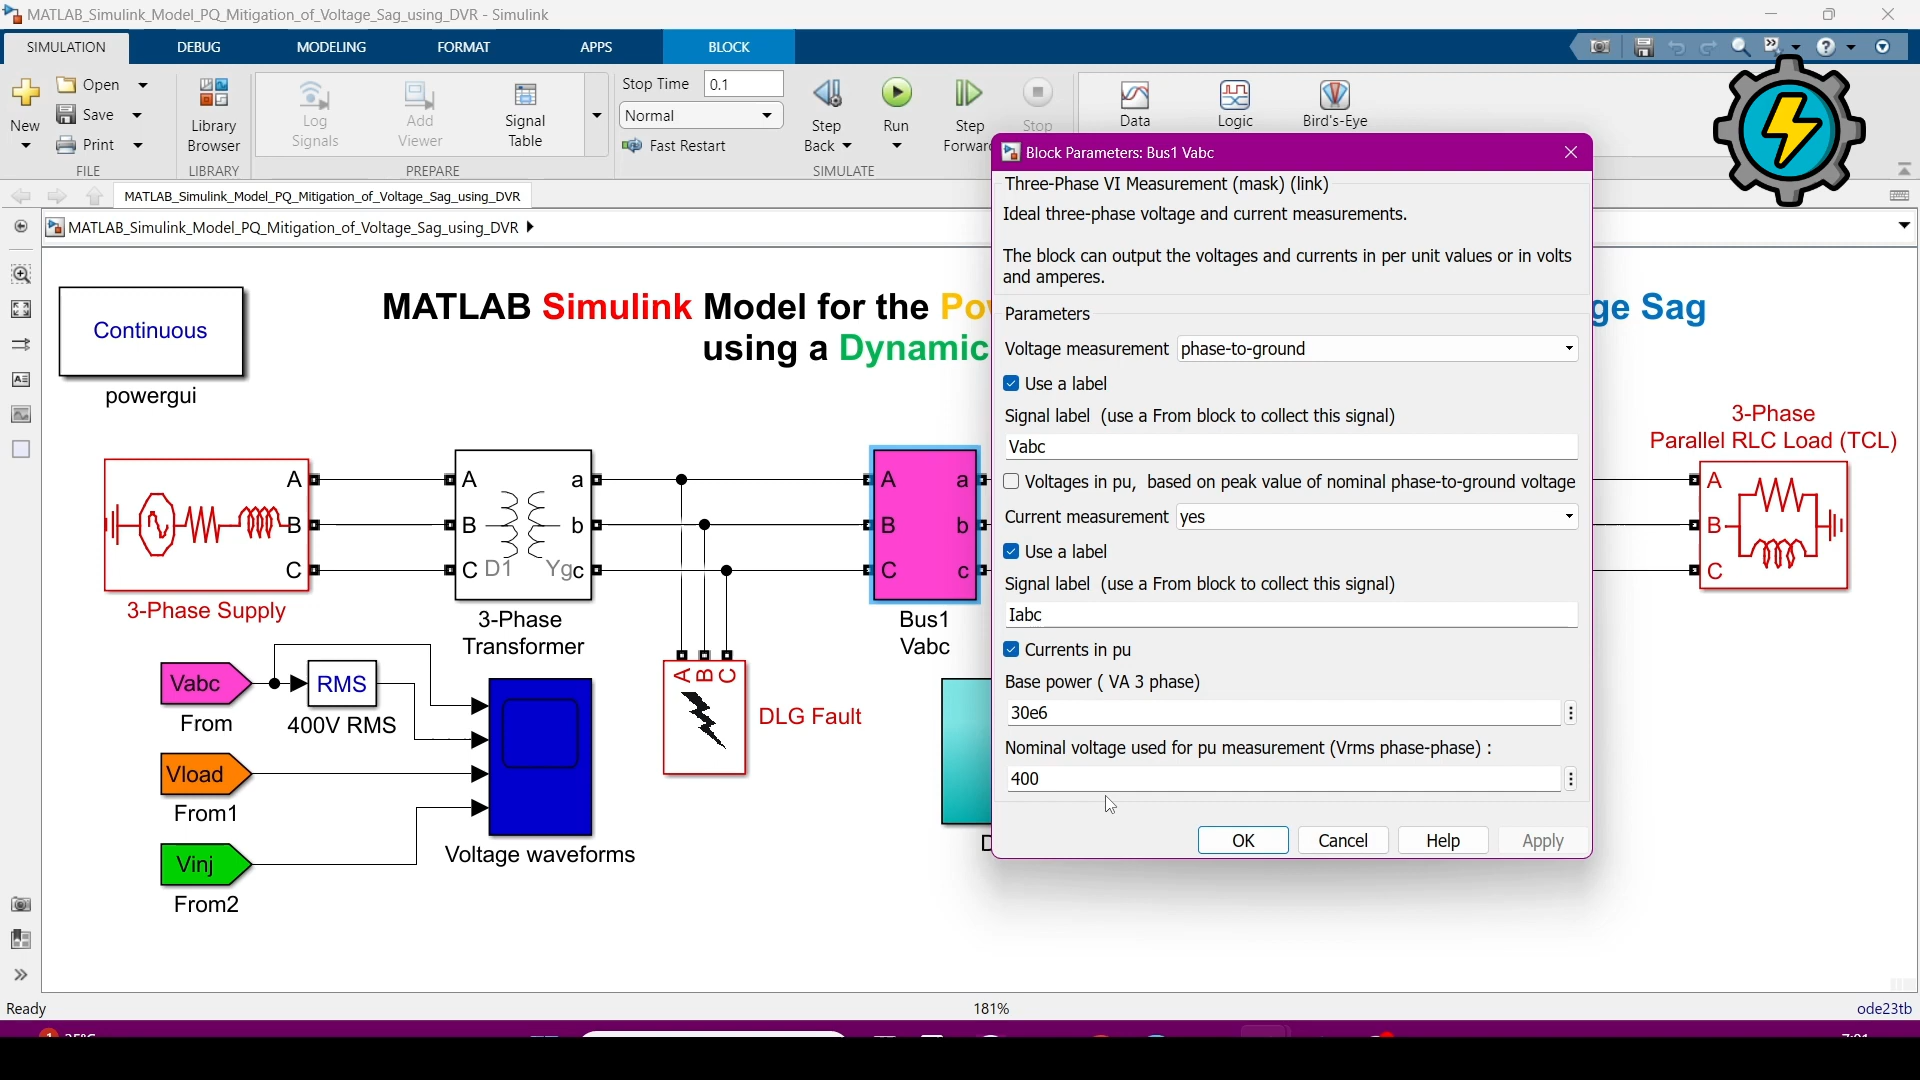 MATLAB_Simulink_Model_PQ_Mitigation_of_Voltage_Sag_using_DVR - Simulink
SIMULATION DEBUG MODELING FORMAT APPS BLOCK
New
Open
Save
Print
FILE
Library
Browser
LIBRARY
Log
Signals
Add
Viewer
Signal
Table
PREPARE
Stop Time 0.1
Normal
Fast Restart
Step
Back
Run
Step
Forward
Stop
SIMULATE
Data
Logic
Bird's-Eye
MATLAB_Simulink_Model_PQ_Mitigation_of_Voltage_Sag_using_DVR
MATLAB_Simulink_Model_PQ_Mitigation_of_Voltage_Sag_using_DVR
Continuous
powergui
MATLAB Simulink Model for the Po
ge Sag
using a Dynamic
A
B
C
3-Phase Supply
A a
B b
C c
D1 Yg
3-Phase
Transformer
A a
B b
C c
Bus1
Vabc
A B C
DLG Fault
Vabc
From
RMS
400V RMS
Vload
From1
Vinj
From2
Voltage waveforms
D
3-Phase
Parallel RLC Load (TCL)
A
B
C
Block Parameters: Bus1 Vabc
Three-Phase VI Measurement (mask) (link)
Ideal three-phase voltage and current measurements.
The block can output the voltages and currents in per unit values or in volts
and amperes.
Parameters
Voltage measurement phase-to-ground
Use a label
Signal label (use a From block to collect this signal)
Vabc
Voltages in pu, based on peak value of nominal phase-to-ground voltage
Current measurement yes
Use a label
Signal label (use a From block to collect this signal)
Iabc
Currents in pu
Base power ( VA 3 phase)
30e6
Nominal voltage used for pu measurement (Vrms phase-phase) :
400
OK Cancel Help Apply
Ready 181% ode23tb